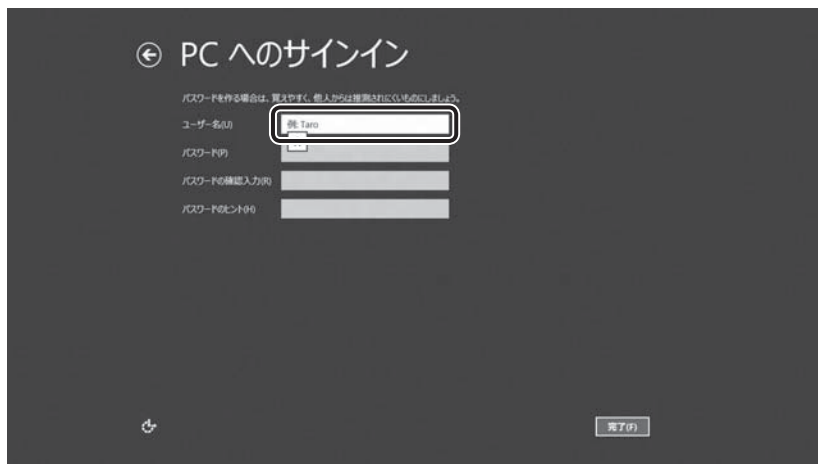 PC へのサインイン
パスワードを作る場合は、覚えやすく、他人からは推測されにくいものにしましょう。
ユーザー名(U)
例: Taro
パスワード(P)
パスワードの確認入力(R)
パスワードのヒント(H)
完了(F)